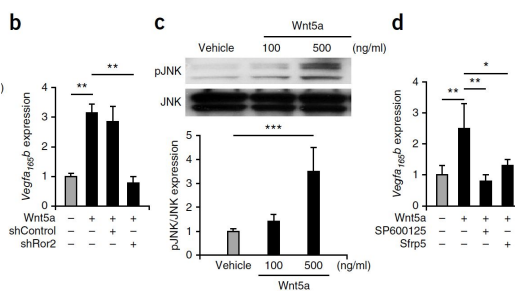 b
**
**
Vegfa165b expression
4
3
2
1
0
Wnt5a − + + +
shControl − − + −
shRor2 − − − +
c
Wnt5a
Vehicle 100 500 (ng/ml)
pJNK
JNK
***
pJNK/JNK expression
5
4
3
2
1
0
Vehicle 100 500 (ng/ml)
Wnt5a
d
*
**
**
Vegfa165b expression
4
3
2
1
0
Wnt5a − + + +
SP600125 − − + −
Sfrp5 − − − +